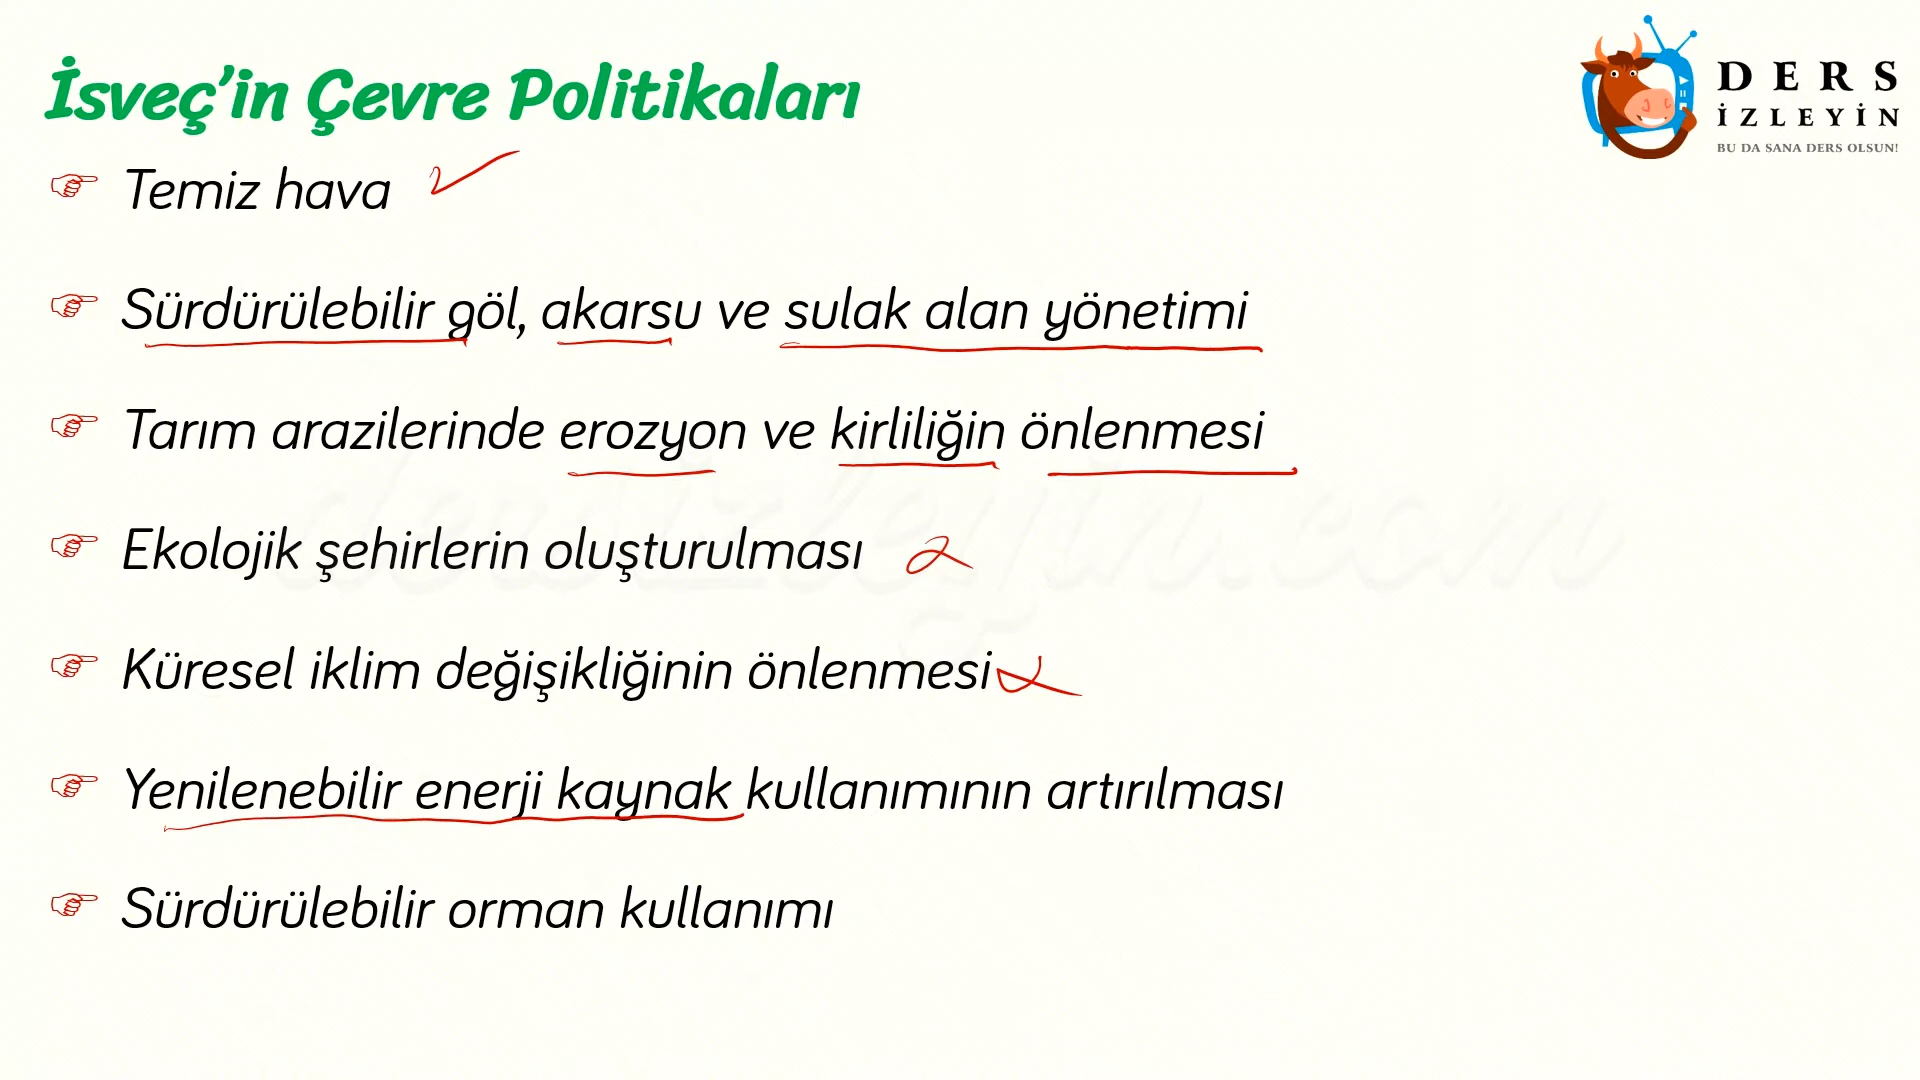 İsveç'in Çevre Politikaları
DERS
İZLEYİN
BU DA SANA DERS OLSUN!
Temiz hava
Sürdürülebilir göl, akarsu ve sulak alan yönetimi
Tarım arazilerinde erozyon ve kirliliğin önlenmesi
dersizleyin.com
Ekolojik şehirlerin oluşturulması
Küresel iklim değişikliğinin önlenmesi
Yenilenebilir enerji kaynak kullanımının artırılması
Sürdürülebilir orman kullanımı